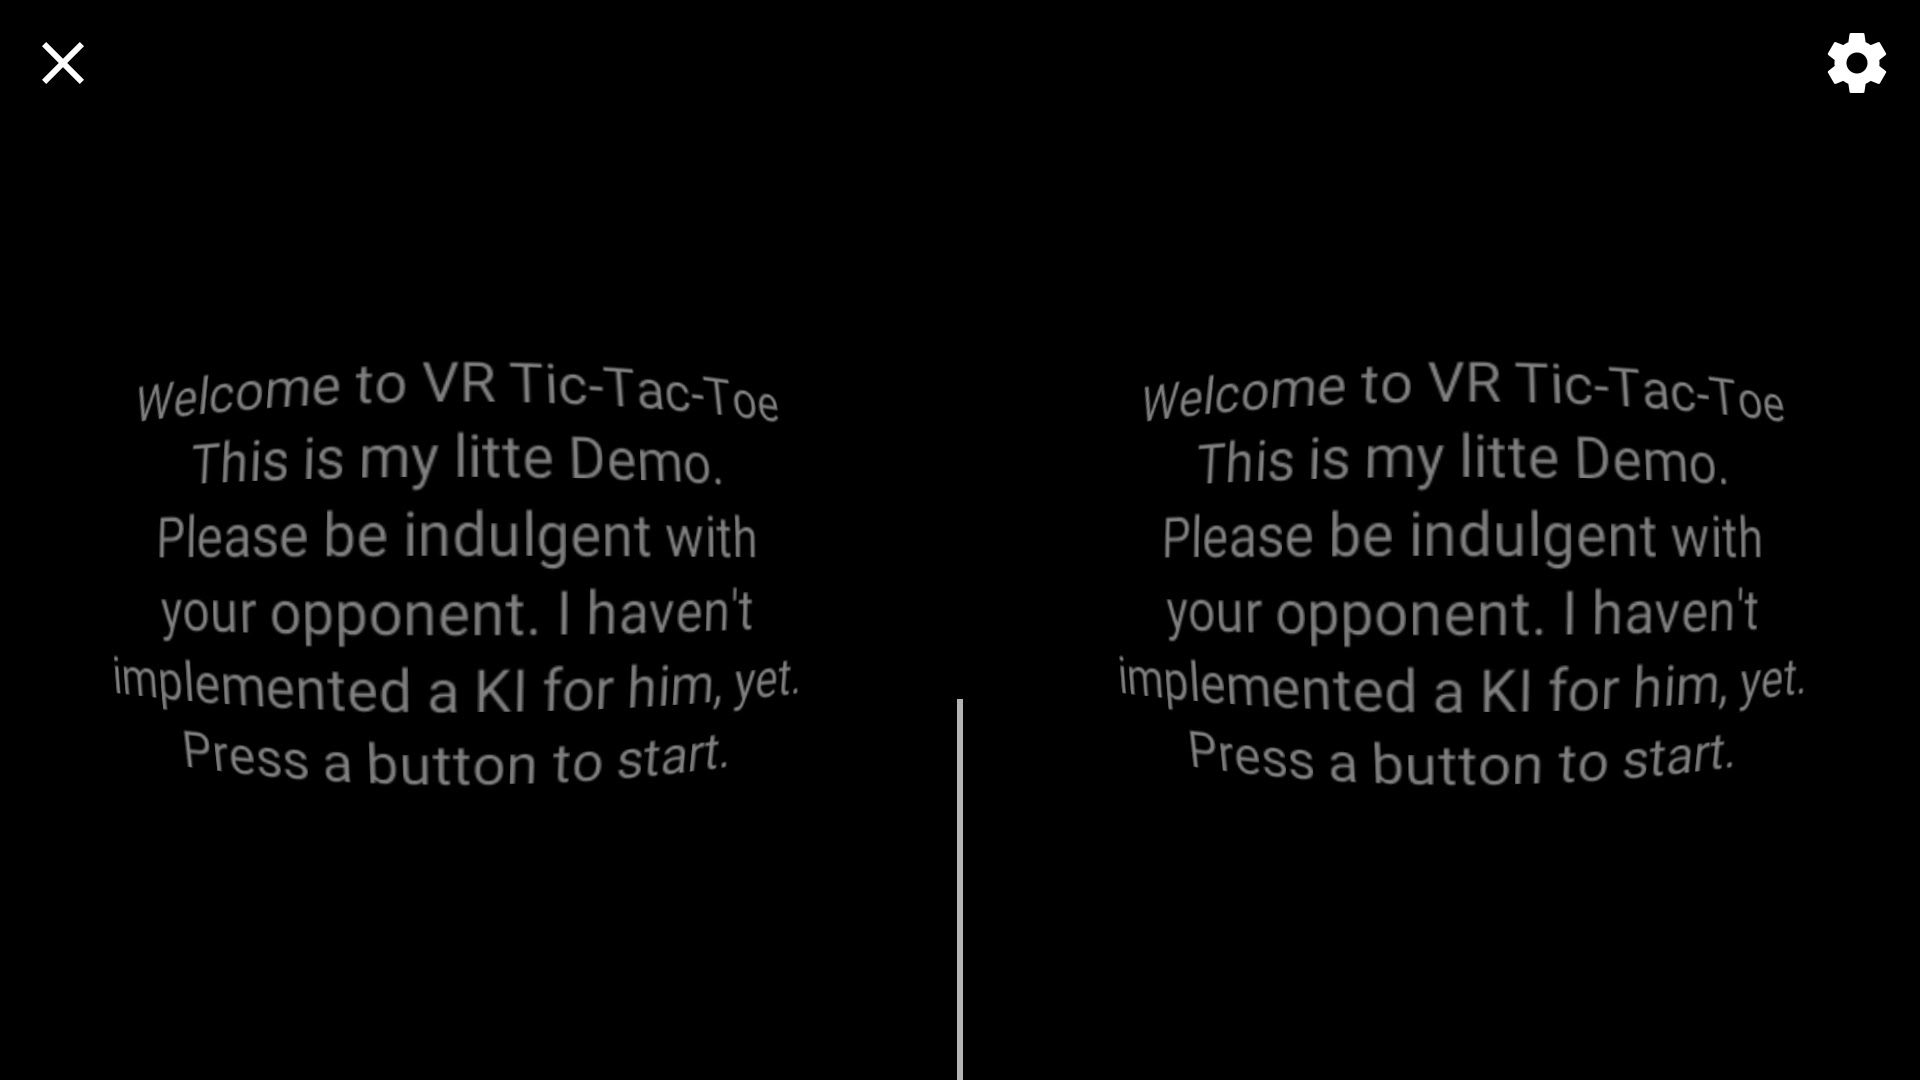 Welcome to VR Tic-Tac-Toe
This is my litte Demo.
Please be indulgent with
your opponent. I haven't
implemented a KI for him, yet.
Press a button to start.
Welcome to VR Tic-Tac-Toe
This is my litte Demo.
Please be indulgent with
your opponent. I haven't
implemented a KI for him, yet.
Press a button to start.